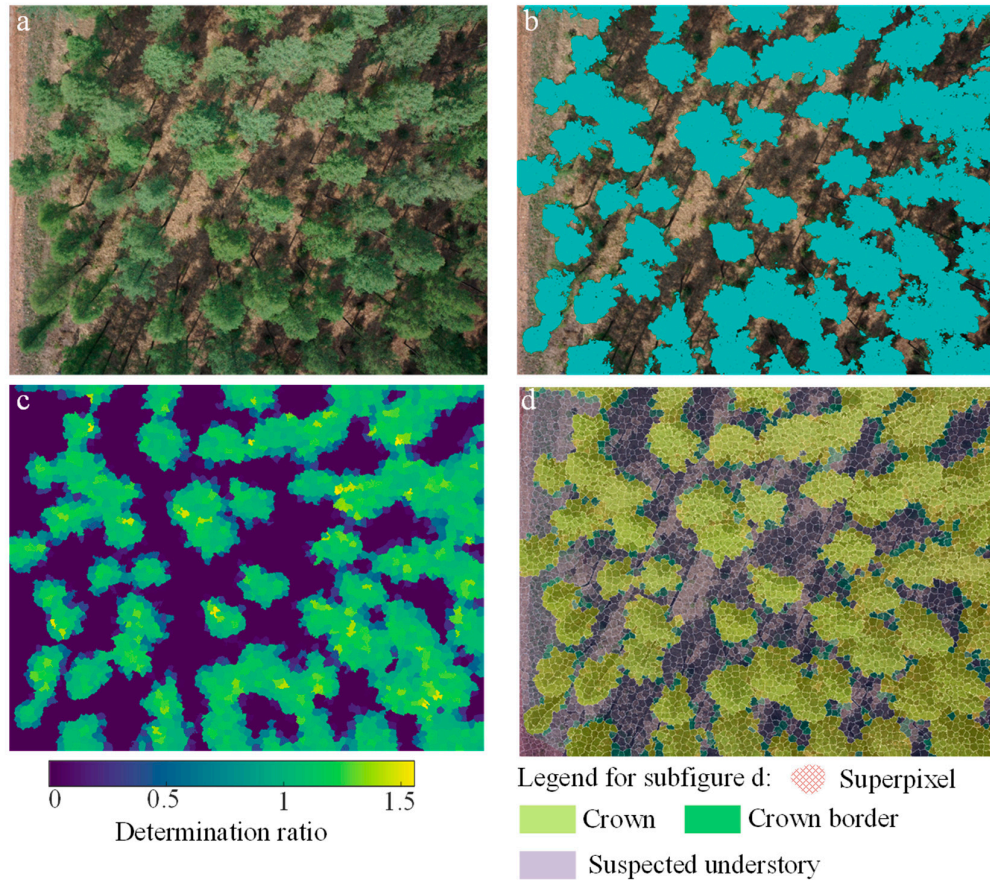 a
b
c
d
0 0.5 1 1.5
Determination ratio
Legend for subfigure d: Superpixel
Crown Crown border
Suspected understory